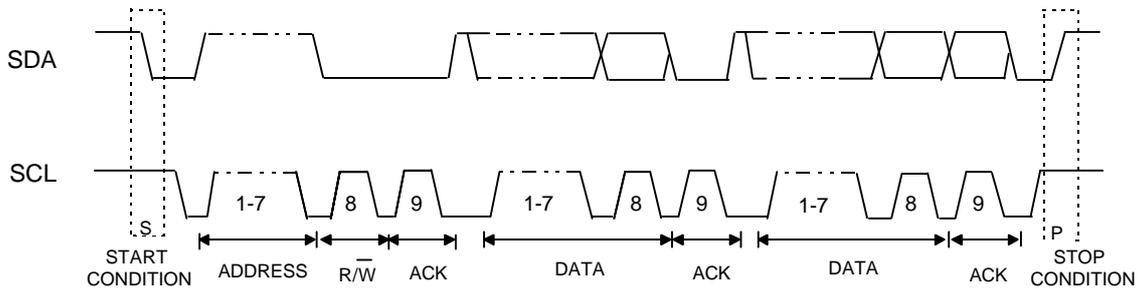 SDA
SCL
1-7 8 9 1-7 8 9 1-7 8 9
S P
START CONDITION
ADDRESS
R/W̅
ACK
DATA
ACK
DATA
ACK
STOP CONDITION